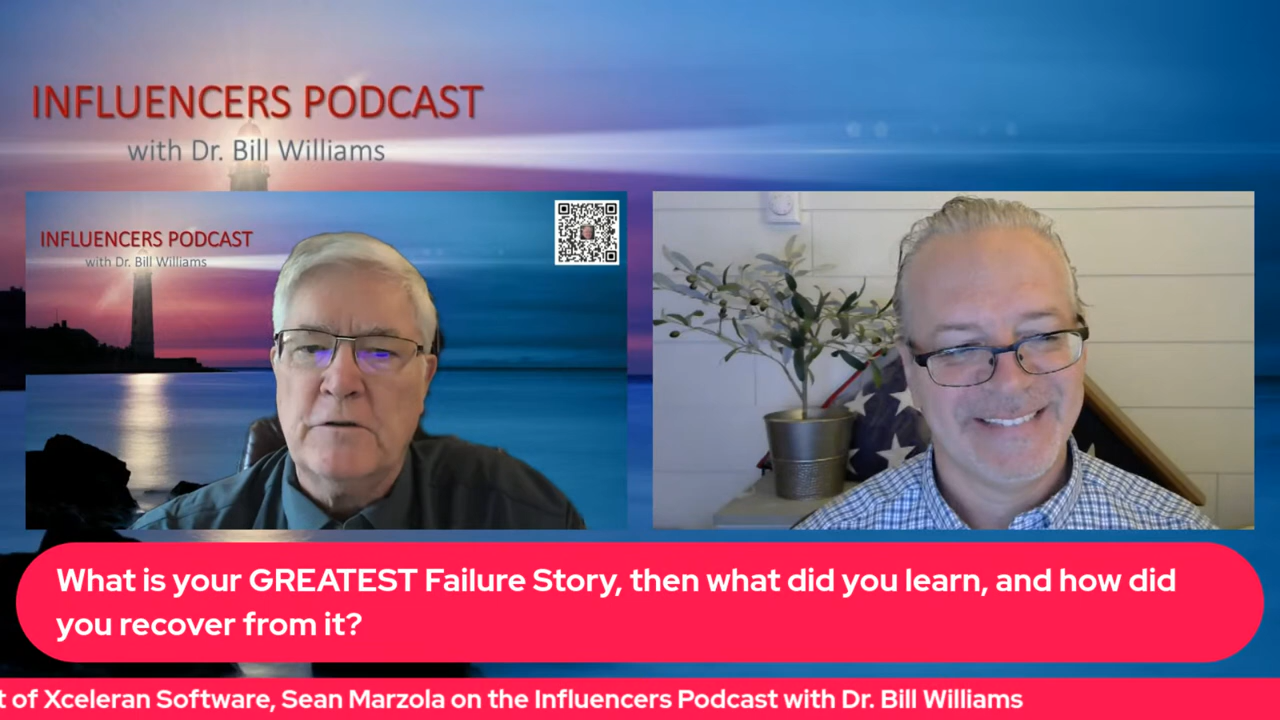 INFLUENCERS PODCAST
with Dr. Bill Williams
INFLUENCERS PODCAST
with Dr. Bill Williams
What is your GREATEST Failure Story, then what did you learn, and how did
you recover from it?
t of Xceleran Software, Sean Marzola on the Influencers Podcast with Dr. Bill Williams